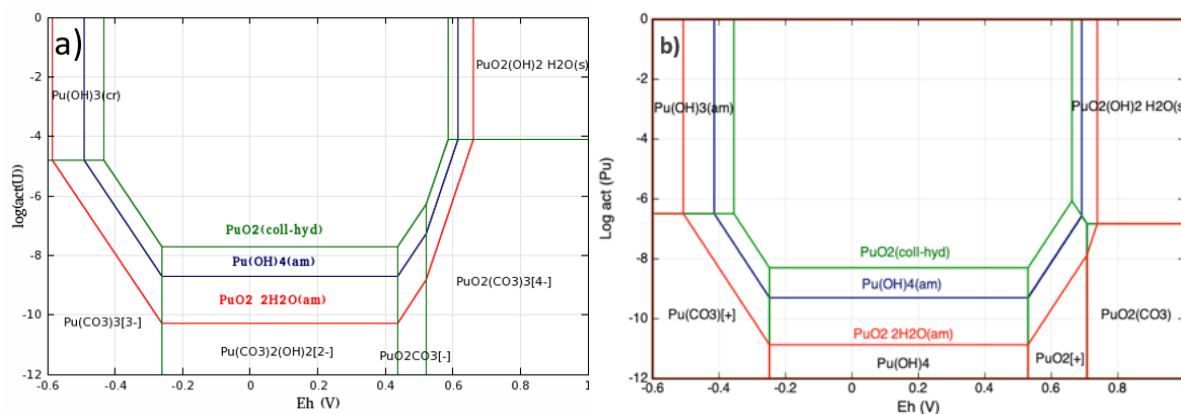 a)
0
-2
-4
-6
-8
-10
-12
log(act(U)
-0.6
-0.4
-0.2
0
0.2
0.4
0.6
0.8
1
Eh (V)
Pu(OH)3(cr)
PuO2(OH)2 H2O(s)
PuO2(coll-hyd)
Pu(OH)4(am)
PuO2 2H2O(am)
PuO2(CO3)3[4-]
Pu(CO3)3[3-]
Pu(CO3)2(OH)2[2-]
PuO2CO3[-]
b)
0
-2
-4
-6
-8
-10
-12
Log act (Pu)
-0.6
-0.4
-0.2
0
0.2
0.4
0.6
0.8
Eh (V)
Pu(OH)3(am)
PuO2(OH)2 H2O(s
PuO2(coll-hyd)
Pu(OH)4(am)
Pu(CO3)[+]
PuO2(CO3)
PuO2 2H2O(am)
Pu(OH)4
PuO2[+]